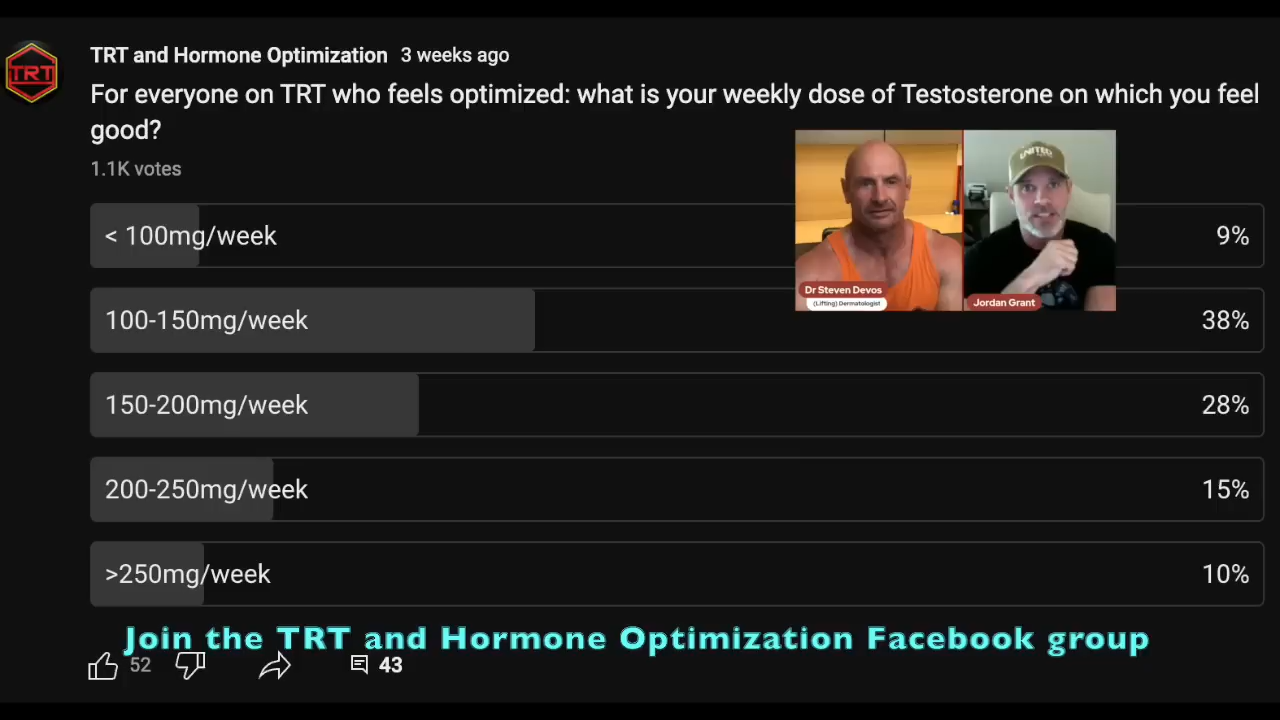 TRT
TRT and Hormone Optimization 3 weeks ago
For everyone on TRT who feels optimized: what is your weekly dose of Testosterone on which you feel
good?
1.1K votes
UNITED
< 100mg/week 9%
Dr Steven Devos
(Lifting) Dermatologist
Jordan Grant
100-150mg/week 38%
150-200mg/week 28%
200-250mg/week 15%
>250mg/week 10%
Join the TRT and Hormone Optimization Facebook group
52 43